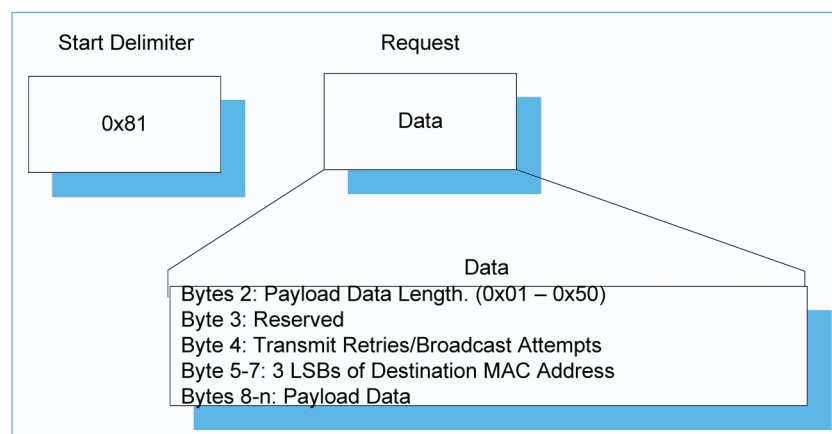 Start Delimiter
Request
0x81
Data
Data
Bytes 2: Payload Data Length. (0x01 – 0x50)
Byte 3: Reserved
Byte 4: Transmit Retries/Broadcast Attempts
Byte 5-7: 3 LSBs of Destination MAC Address
Bytes 8-n: Payload Data